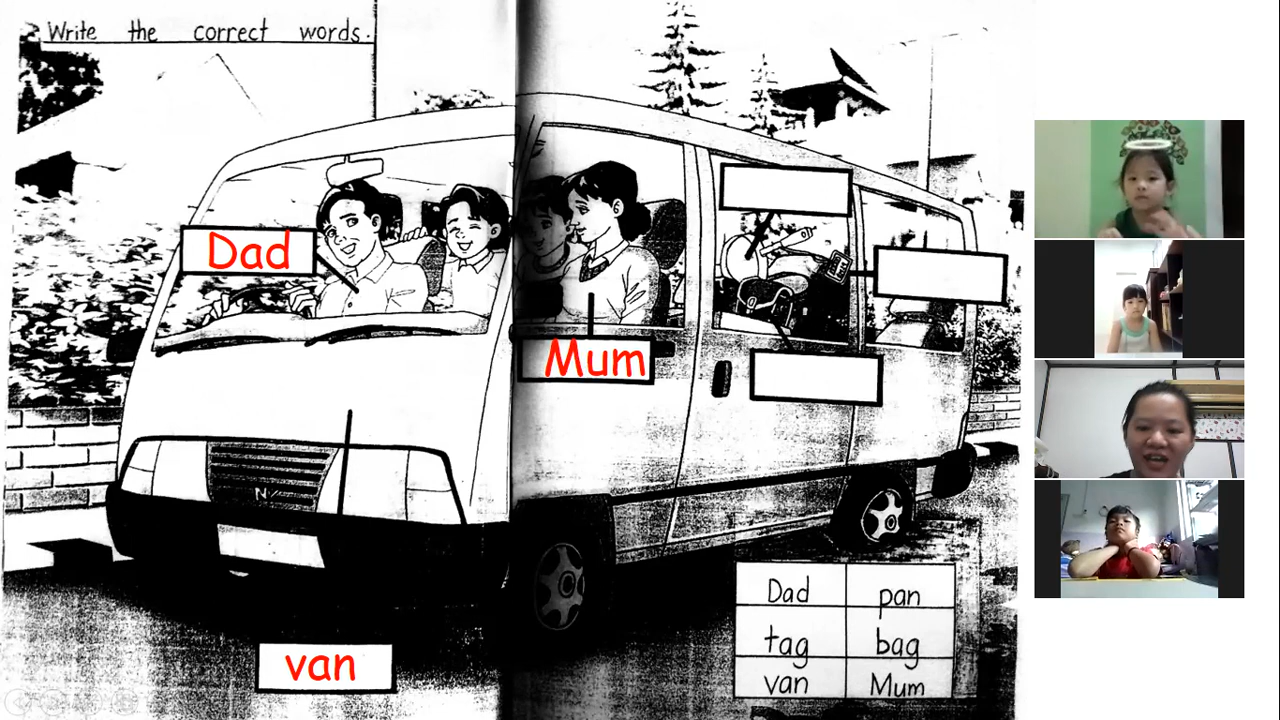 Write the correct words.
Dad
Mum
van
Dad pan
tag bag
van Mum